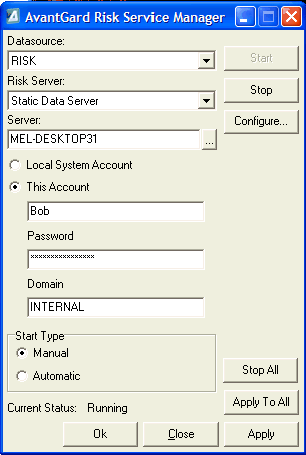 AvantGard Risk Service Manager
Datasource:
RISK
Start
Risk Server:
Stop
Static Data Server
Server:
Configure...
MEL-DESKTOP31
...
Local System Account
This Account
Bob
Password
***************
Domain
INTERNAL
Start Type
Manual
Automatic
Stop All
Apply To All
Current Status: Running
Ok Close Apply